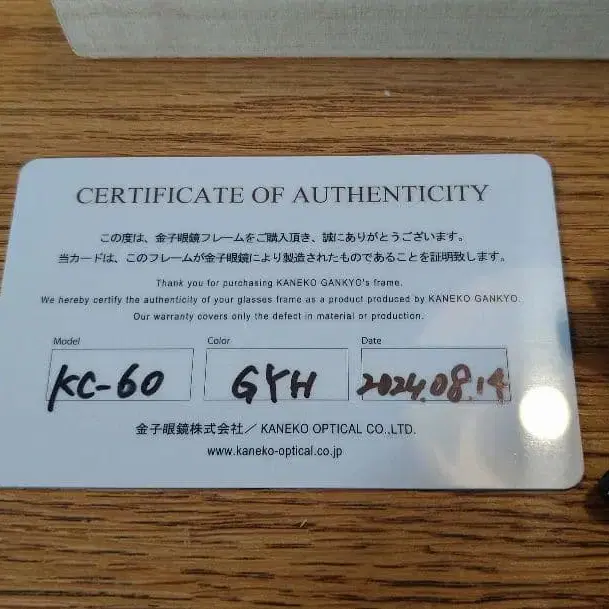 CERTIFICATE OF AUTHENTICITY
この度は、金子眼鏡フレームをご購入頂き、誠にありがとうございます。
当カードは、このフレームが金子眼鏡により製造されたものであることを証明致します。
Thank you for purchasing KANEKO GANKYO's frame.
We hereby certify the authenticity of your glasses frame as a product produced by KANEKO GANKYO.
Our warranty covers only the defect in material or production.
Model Color Date
KC-60 GYH 2024.08.14
金子眼鏡株式会社/ KANEKO OPTICAL CO.,LTD.
www.kaneko-optical.co.jp